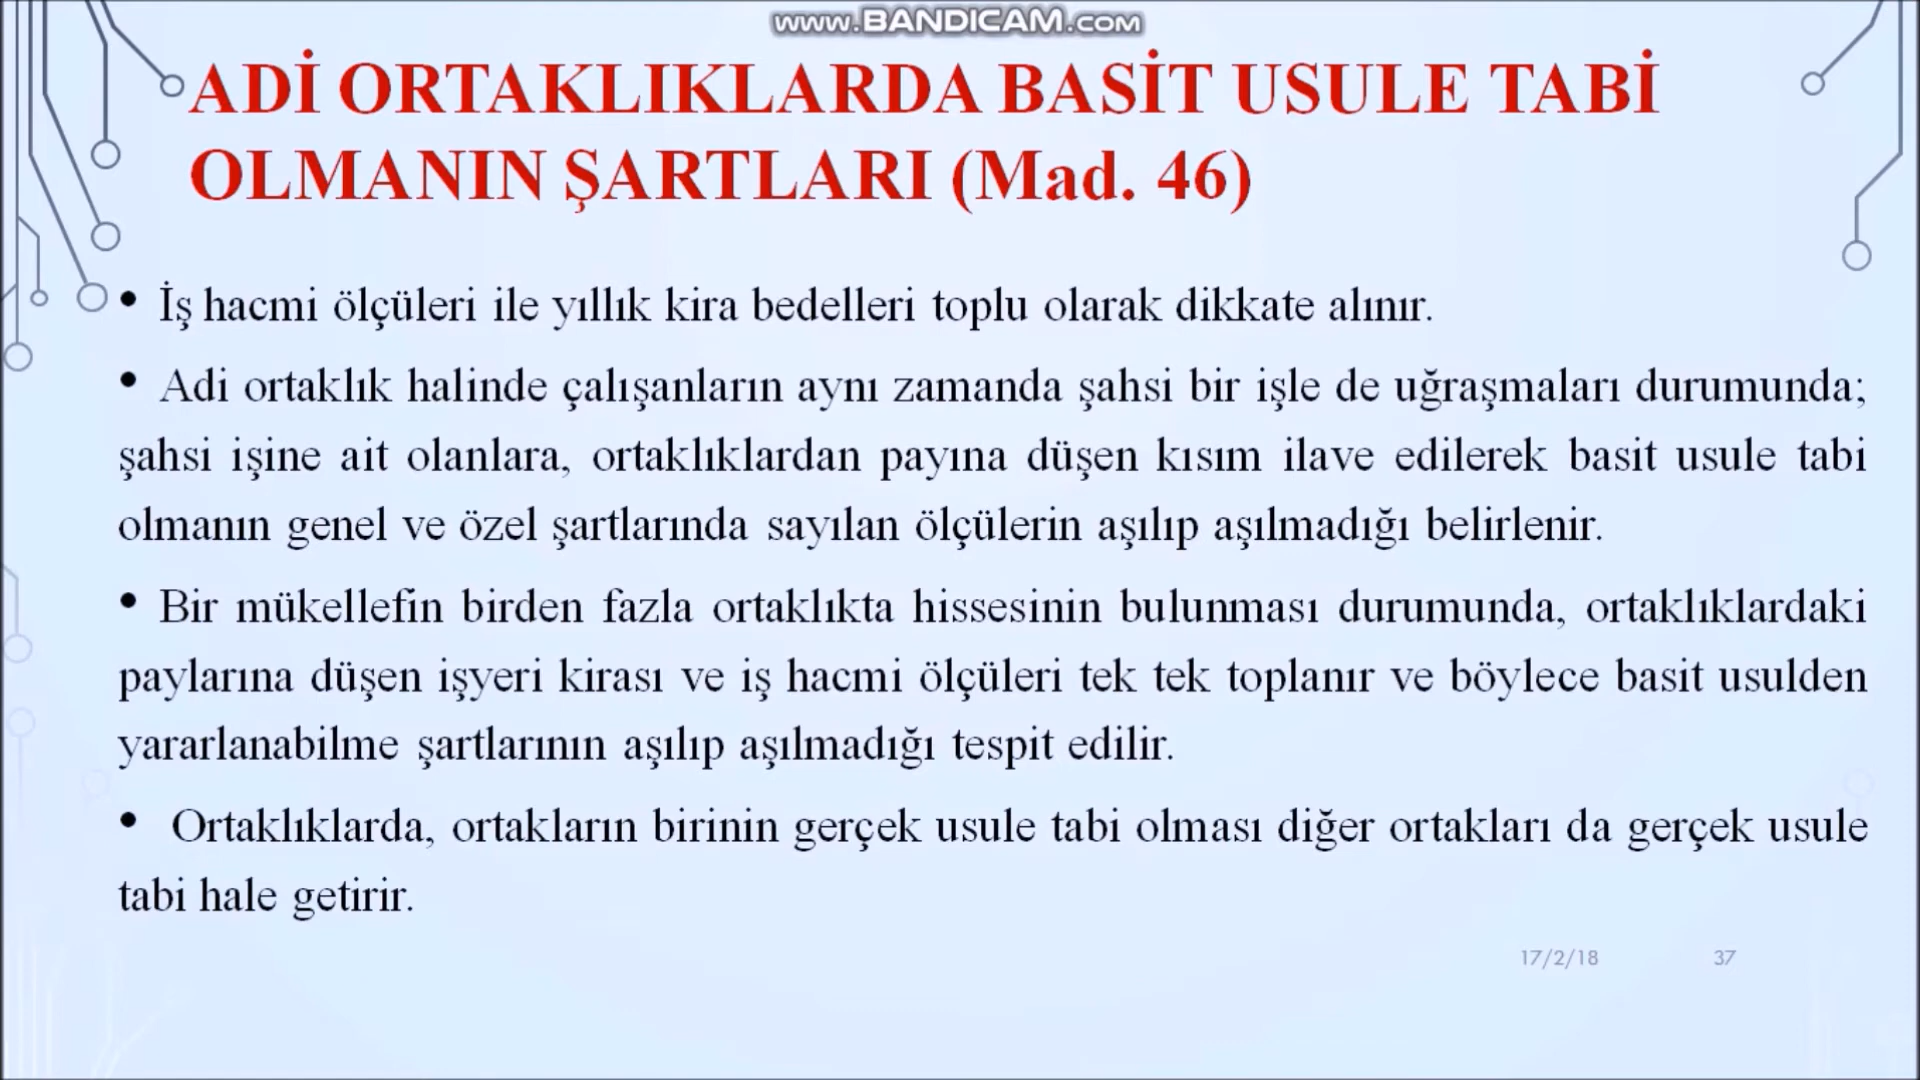 www.BANDICAM.com
ADİ ORTAKLIKLARDA BASİT USULE TABİ
OLMANIN ŞARTLARI (Mad. 46)
• İş hacmi ölçüleri ile yıllık kira bedelleri toplu olarak dikkate alınır.
• Adi ortaklık halinde çalışanların aynı zamanda şahsi bir işle de uğraşmaları durumunda;
şahsi işine ait olanlara, ortaklıklardan payına düşen kısım ilave edilerek basit usule tabi
olmanın genel ve özel şartlarında sayılan ölçülerin aşılıp aşılmadığı belirlenir.
• Bir mükellefin birden fazla ortaklıkta hissesinin bulunması durumunda, ortaklıklardaki
paylarına düşen işyeri kirası ve iş hacmi ölçüleri tek tek toplanır ve böylece basit usulden
yararlanabilme şartlarının aşılıp aşılmadığı tespit edilir.
• Ortaklıklarda, ortakların birinin gerçek usule tabi olması diğer ortakları da gerçek usule
tabi hale getirir.
17/2/18 37